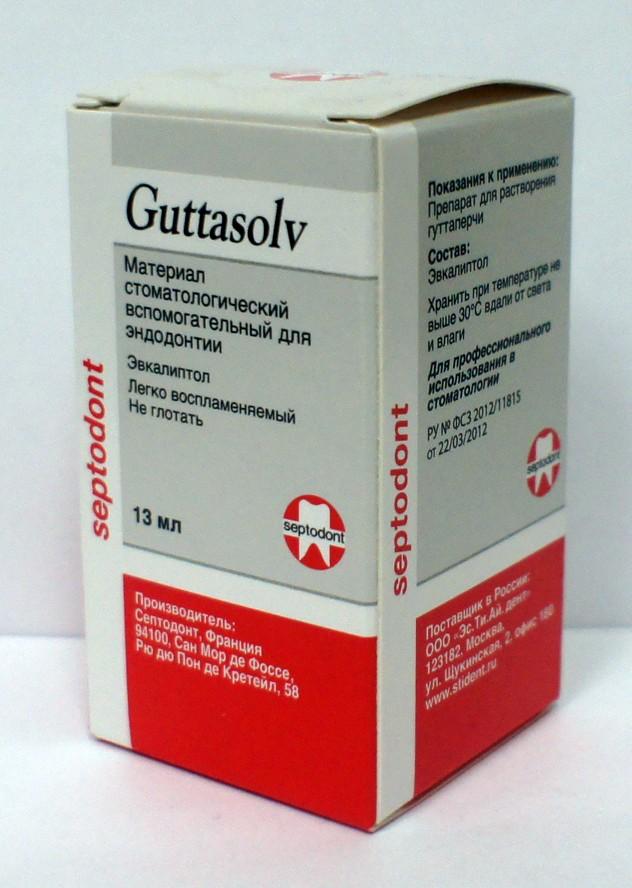 Guttasolv
Материал
стоматологический
вспомогательный для
эндодонтии
Эвкалиптол
Легко воспламеняемый
Не глотать
13 мл
septodont
septodont
Производитель:
Септодонт, Франция
94100, Сан Мор де Фоссе,
Рю дю Пон де Кретейл, 58
septodont
Показания к применению:
Препарат для растворения
гуттаперчи
Состав:
Эвкалиптол
Хранить при температуре не
выше 30°С вдали от света
и влаги
Для профессионального
использования в
стоматологии
РУ № ФСЗ 2012/11815
от 22/03/2012
septodont
Поставщик в России:
ООО «Эс.Ти.Ай. дент»
123182, Москва,
ул. Щукинская, 2, офис 180
www.stident.ru